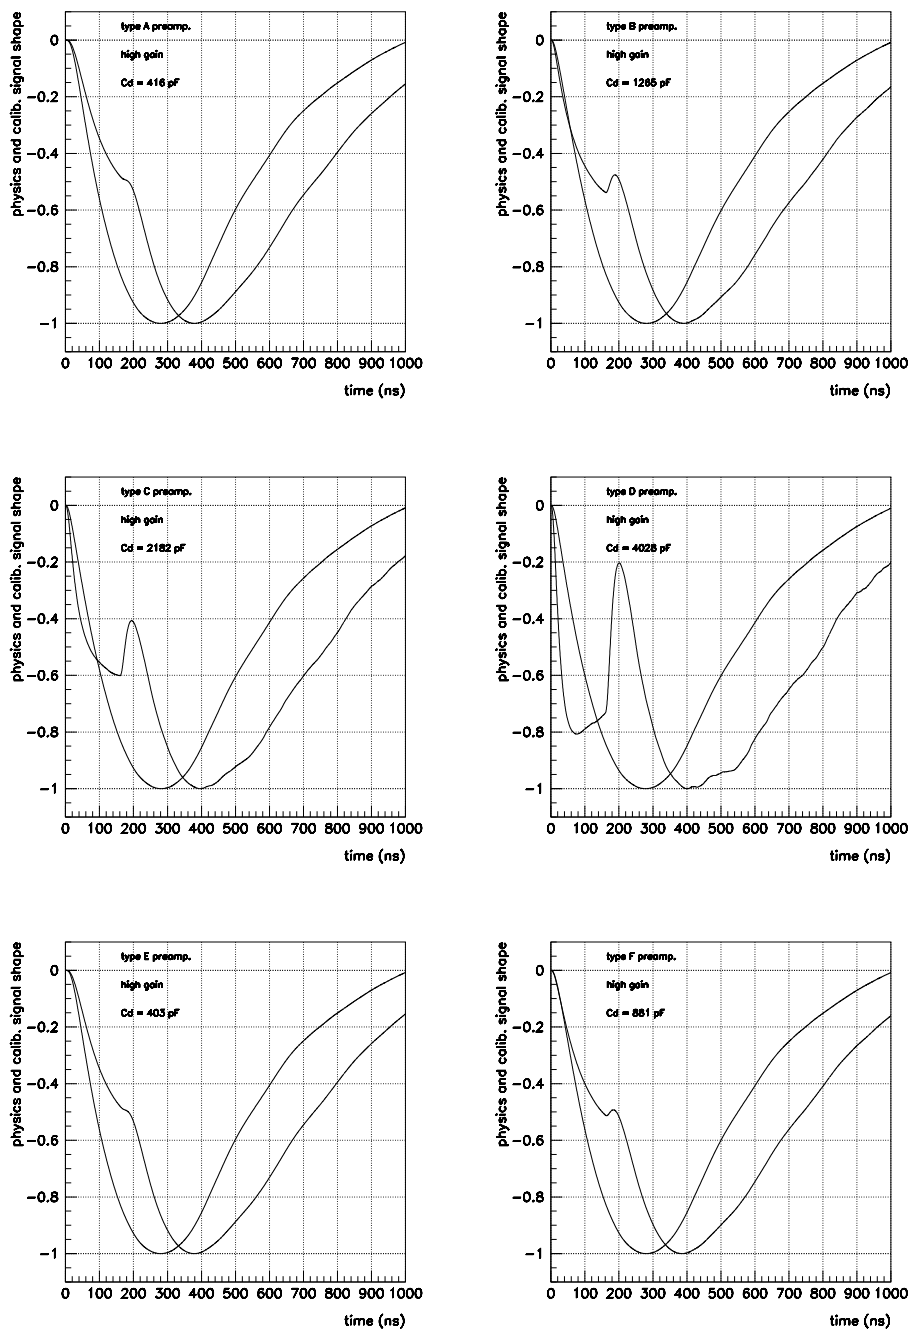 type A preamp.
high gain
Cd = 416 pF
physics and calib. signal shape
0
−0.2
−0.4
−0.6
−0.8
−1
0 100 200 300 400 500 600 700 800 900 1000
time (ns)
type B preamp.
high gain
Cd = 1265 pF
physics and calib. signal shape
0
−0.2
−0.4
−0.6
−0.8
−1
0 100 200 300 400 500 600 700 800 900 1000
time (ns)
type C preamp.
high gain
Cd = 2182 pF
physics and calib. signal shape
0
−0.2
−0.4
−0.6
−0.8
−1
0 100 200 300 400 500 600 700 800 900 1000
time (ns)
type D preamp.
high gain
Cd = 4028 pF
physics and calib. signal shape
0
−0.2
−0.4
−0.6
−0.8
−1
0 100 200 300 400 500 600 700 800 900 1000
time (ns)
type E preamp.
high gain
Cd = 403 pF
physics and calib. signal shape
0
−0.2
−0.4
−0.6
−0.8
−1
0 100 200 300 400 500 600 700 800 900 1000
time (ns)
type F preamp.
high gain
Cd = 881 pF
physics and calib. signal shape
0
−0.2
−0.4
−0.6
−0.8
−1
0 100 200 300 400 500 600 700 800 900 1000
time (ns)